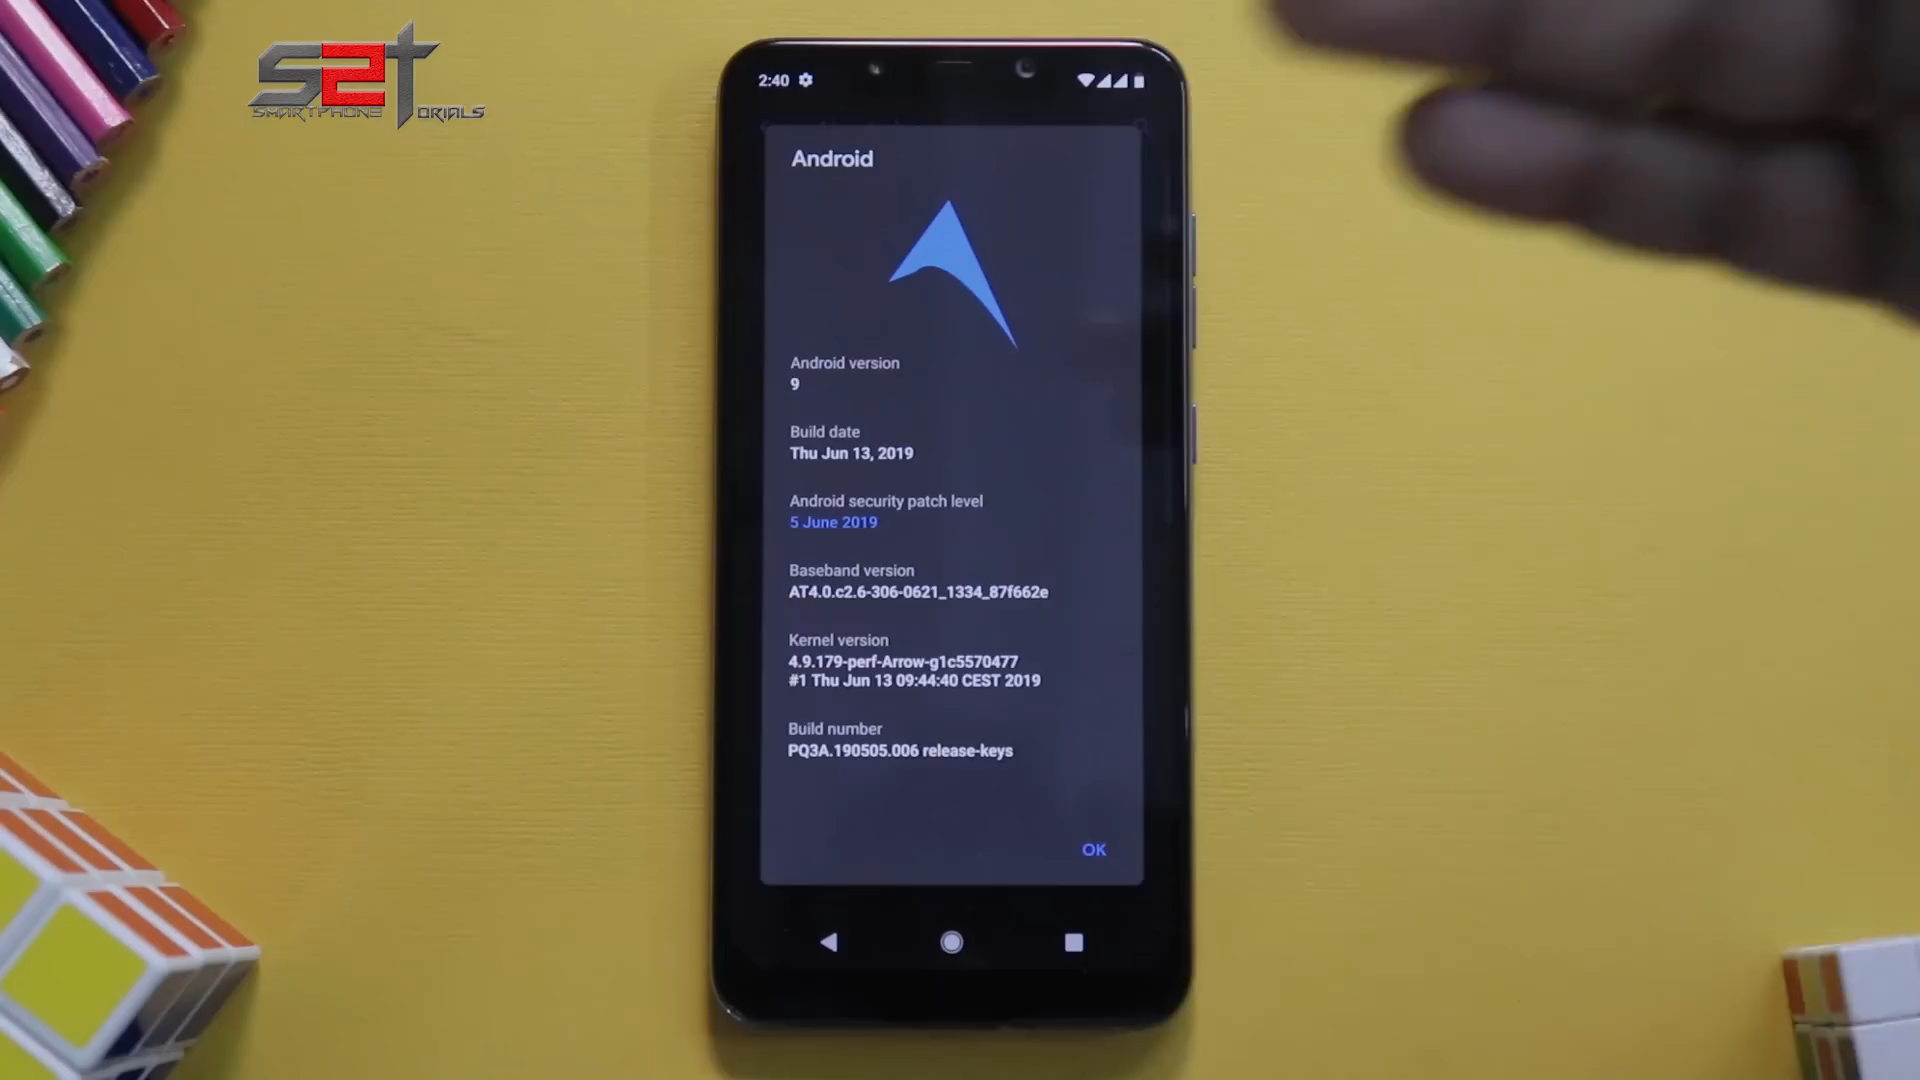 S2T
SMARTPHONE TORIALS
2:40
Android
Android version
9
Build date
Thu Jun 13, 2019
Android security patch level
5 June 2019
Baseband version
AT4.0.c2.6-306-0621_1334_87f662e
Kernel version
4.9.179-perf-Arrow-g1c5570477
#1 Thu Jun 13 09:44:40 CEST 2019
Build number
PQ3A.190505.006 release-keys
OK